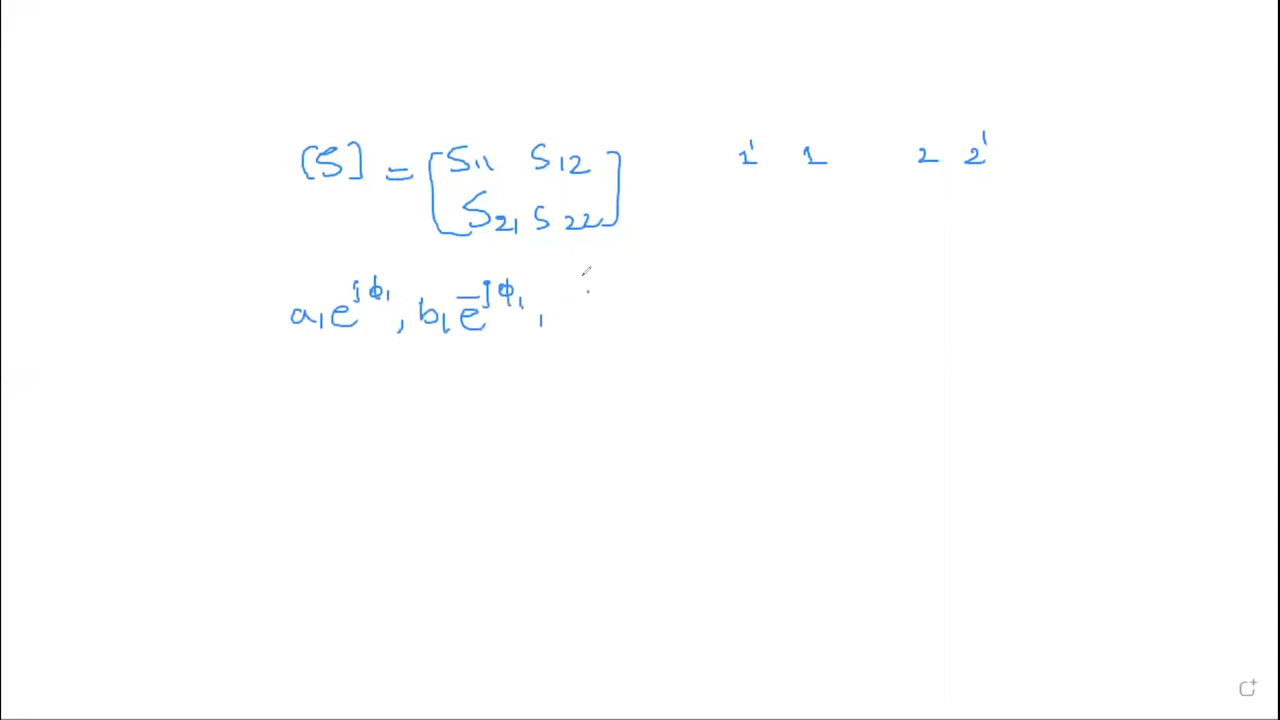 [S] = [S11 S12 1' 1 2 2'
S21 S22]
a₁e^{jϕ₁}, b₁e^{-jϕ₁},